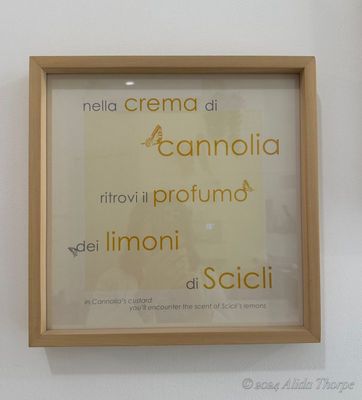 nella crema di
cannolia
ritrovi il profumo
dei limoni
di Scicli
in Cannolia's custard:
you'll encounter the scent of Scicli's lemons
© 2024 Alida Thorpe